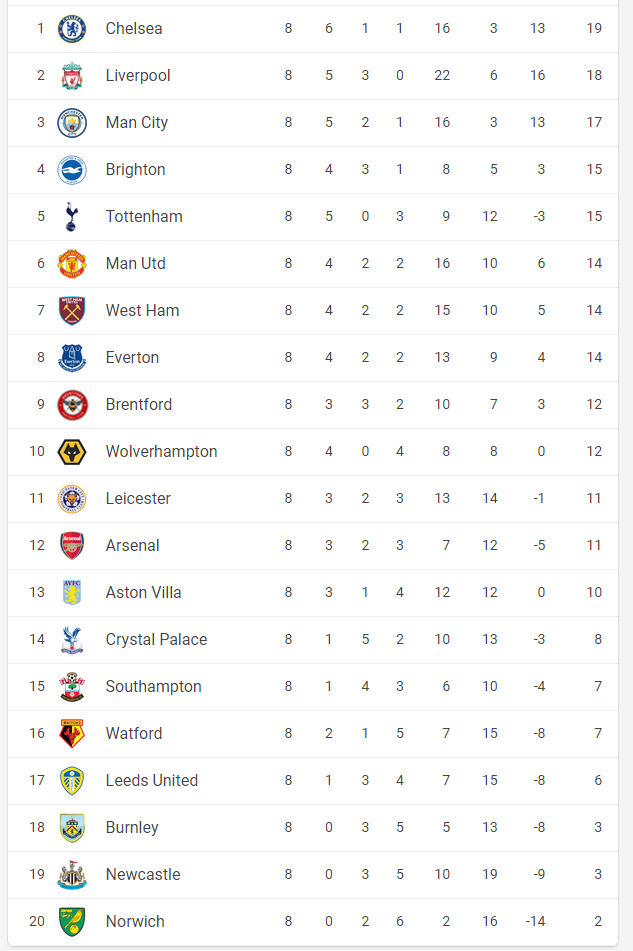 1 Chelsea 8 6 1 1 16 3 13 19
2 Liverpool 8 5 3 0 22 6 16 18
3 Man City 8 5 2 1 16 3 13 17
4 Brighton 8 4 3 1 8 5 3 15
5 Tottenham 8 5 0 3 9 12 -3 15
6 Man Utd 8 4 2 2 16 10 6 14
7 West Ham 8 4 2 2 15 10 5 14
8 Everton 8 4 2 2 13 9 4 14
9 Brentford 8 3 3 2 10 7 3 12
10 Wolverhampton 8 4 0 4 8 8 0 12
11 Leicester 8 3 2 3 13 14 -1 11
12 Arsenal 8 3 2 3 7 12 -5 11
13 Aston Villa 8 3 1 4 12 12 0 10
14 Crystal Palace 8 1 5 2 10 13 -3 8
15 Southampton 8 1 4 3 6 10 -4 7
16 Watford 8 2 1 5 7 15 -8 7
17 Leeds United 8 1 3 4 7 15 -8 6
18 Burnley 8 0 3 5 5 13 -8 3
19 Newcastle 8 0 3 5 10 19 -9 3
20 Norwich 8 0 2 6 2 16 -14 2